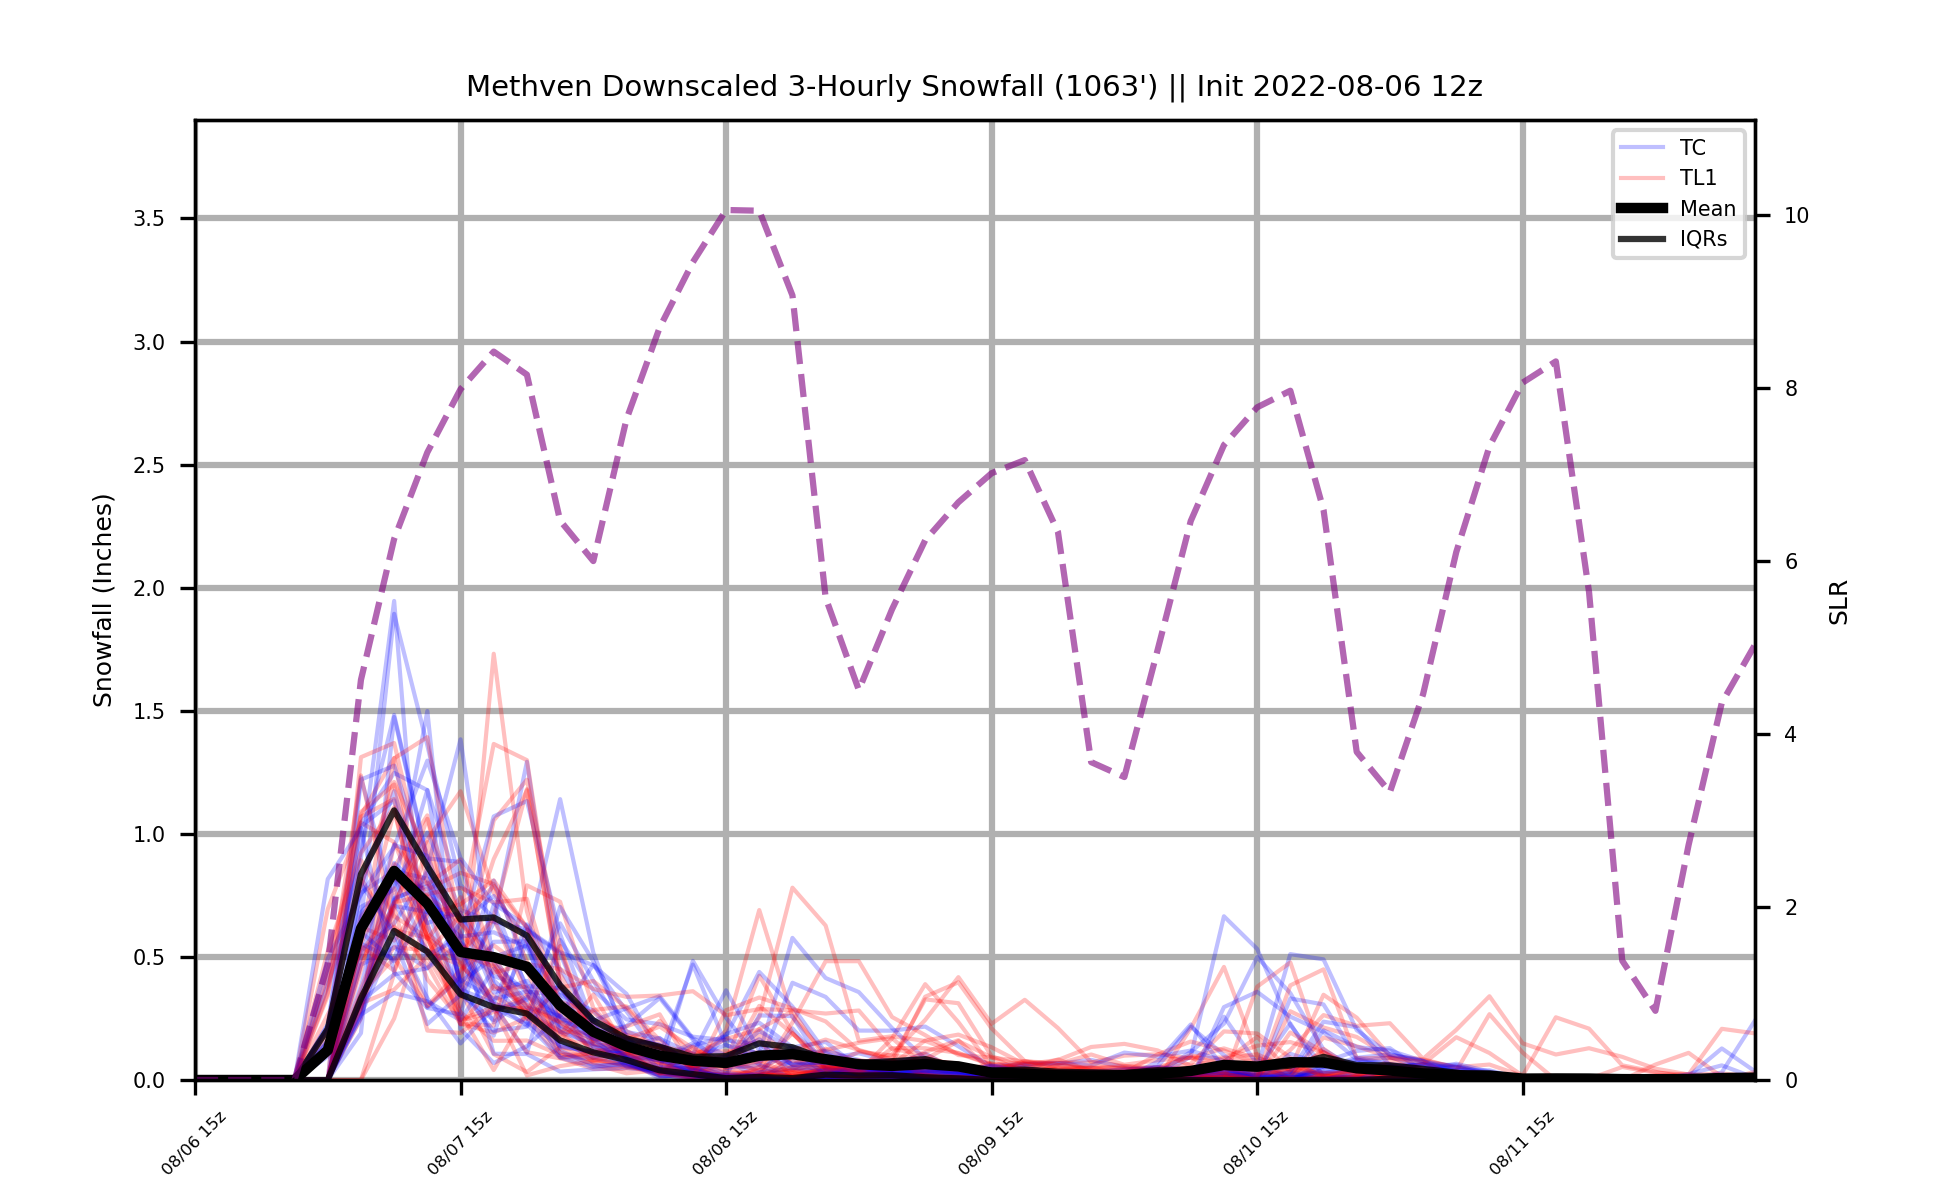 Methven Downscaled 3-Hourly Snowfall (1063') || Init 2022-08-06 12z
TC
TL1
Mean
IQRs
Snowfall (Inches)
3.5
3.0
2.5
2.0
1.5
1.0
0.5
0.0
10
8
6
4
2
0
SLR
08/06 15z
08/07 15z
08/08 15z
08/09 15z
08/10 15z
08/11 15z